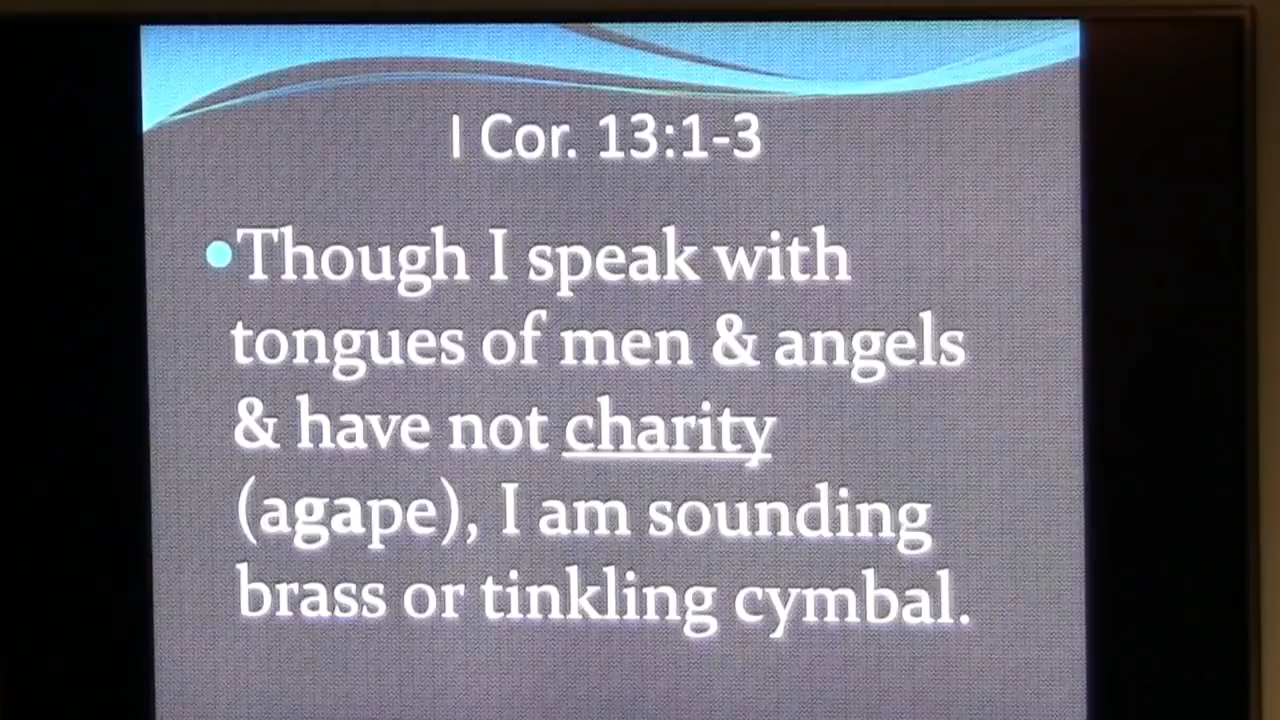 I Cor. 13:1-3
•Though I speak with
tongues of men & angels
& have not charity
(agape), I am sounding
brass or tinkling cymbal.